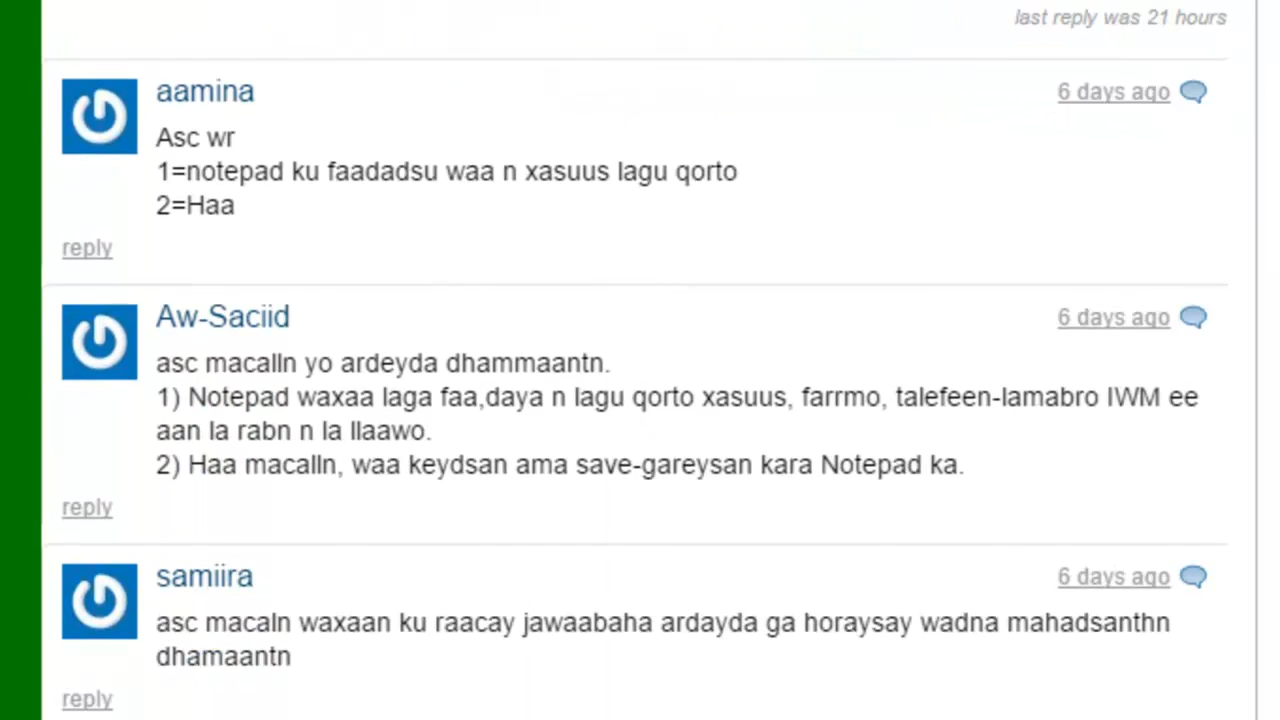 last reply was 21 hours
aamina
6 days ago
Asc wr
1=notepad ku faadadsu waa n xasuus lagu qorto
2=Haa
reply
Aw-Saciid
6 days ago
asc macalln yo ardeyda dhammaantn.
1) Notepad waxaa laga faa,daya n lagu qorto xasuus, farrmo, talefeen-lamabro IWM ee
aan la rabn n la llaawo.
2) Haa macalln, waa keydsan ama save-gareysan kara Notepad ka.
reply
samiira
6 days ago
asc macaln waxaan ku raacay jawaabaha ardayda ga horaysay wadna mahadsanthn
dhamaantn
reply